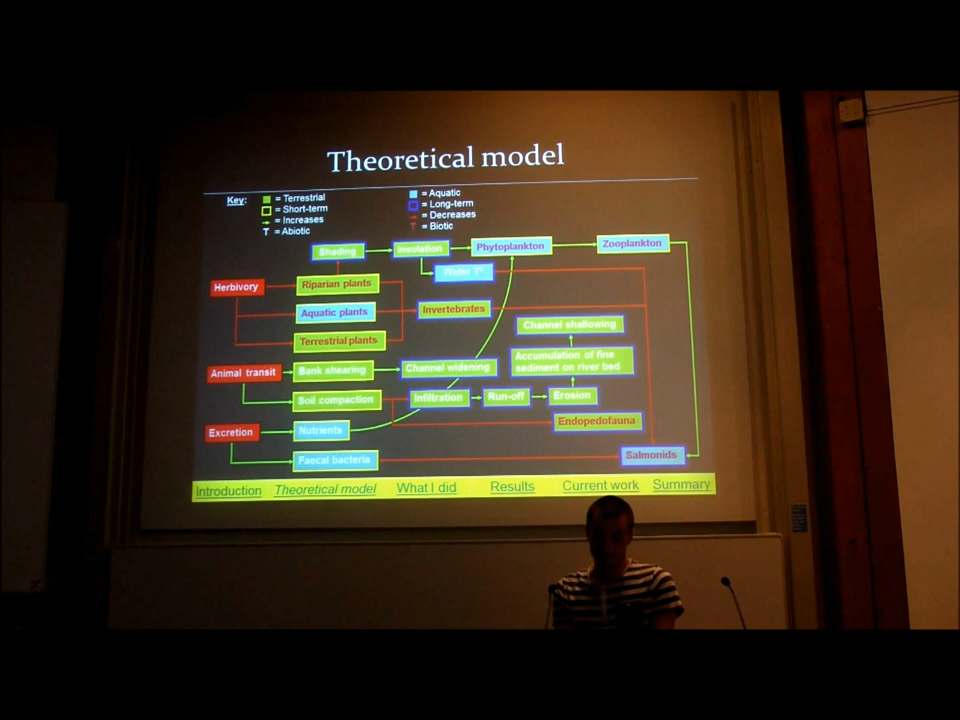 Theoretical model
Key:
= Terrestrial
= Short-term
= Increases
T = Abiotic
= Aquatic
= Long-term
= Decreases
T = Biotic
Shading
Insolation
Phytoplankton
Zooplankton
Water T°
Herbivory
Riparian plants
Aquatic plants
Invertebrates
Terrestrial plants
Channel shallowing
Animal transit
Bank shearing
Channel widening
Accumulation of fine
sediment on river bed
Soil compaction
Infiltration
Run-off
Erosion
Endopedofauna
Excretion
Nutrients
Faecal bacteria
Salmonids
Introduction Theoretical model What I did Results Current work Summary